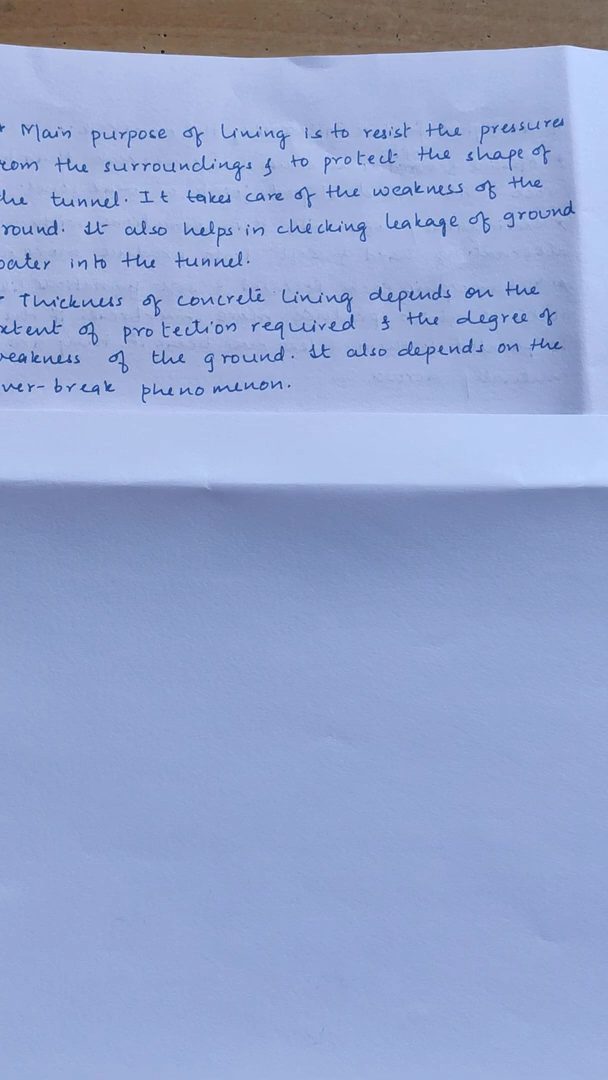 * Main purpose of lining is to resist the pressures
rom the surroundings & to protect the shape of
he tunnel. It takes care of the weakness of the
round. It also helps in checking leakage of ground
ater into the tunnel.
* Thickness of concrete lining depends on the
xtent of protection required & the degree of
eakness of the ground. It also depends on the
ver-break phenomenon.